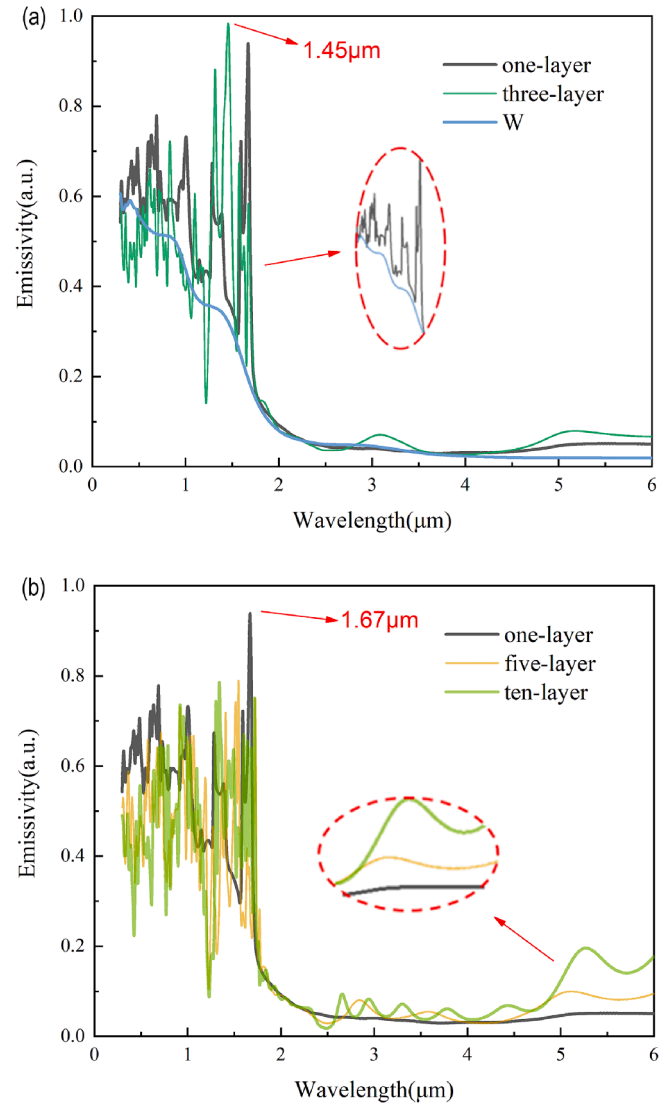 (a)
1.0
0.8
0.6
0.4
0.2
0.0
Emissivity(a.u.)
1.45μm
one-layer
three-layer
W
0 1 2 3 4 5 6
Wavelength(μm)
(b)
1.0
0.8
0.6
0.4
0.2
0.0
Emissivity(a.u.)
1.67μm
one-layer
five-layer
ten-layer
0 1 2 3 4 5 6
Wavelength(μm)